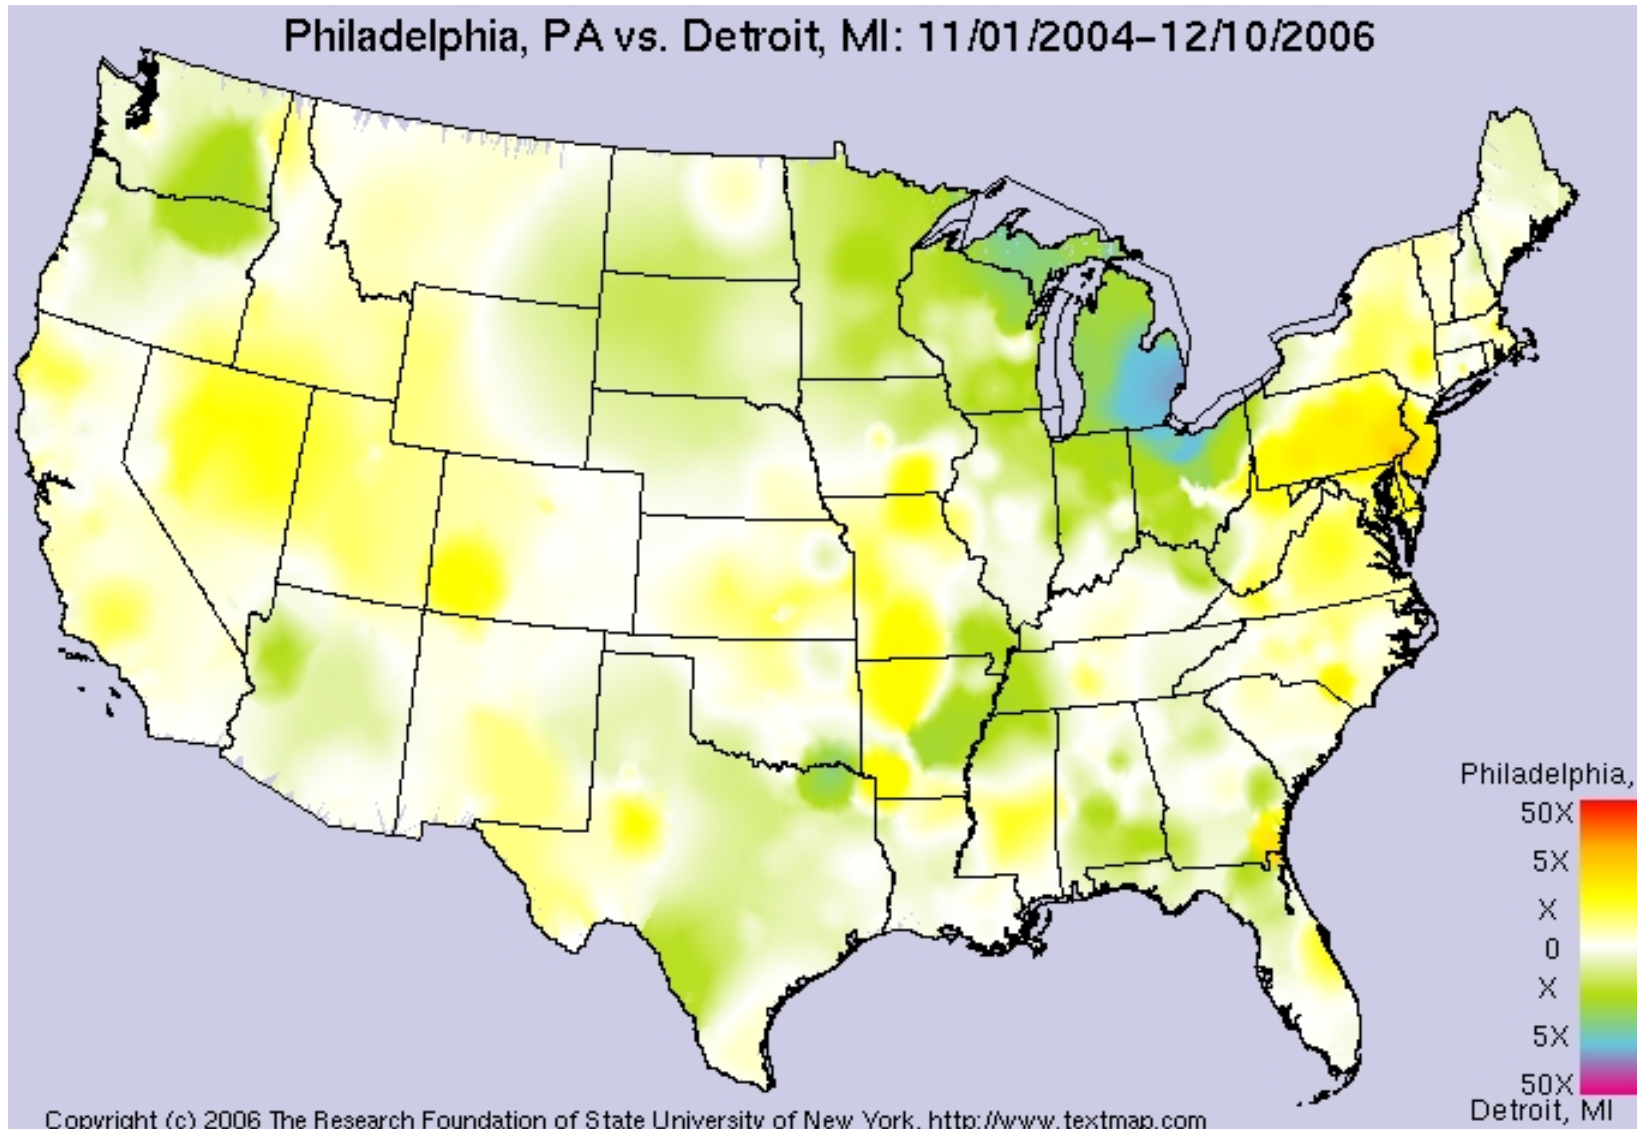 Philadelphia, PA vs. Detroit, MI: 11/01/2004-12/10/2006
Philadelphia,
50X
5X
X
0
X
5X
50X
Detroit, MI
Copyright (c) 2006 The Research Foundation of State University of New York, http://www.textmap.com